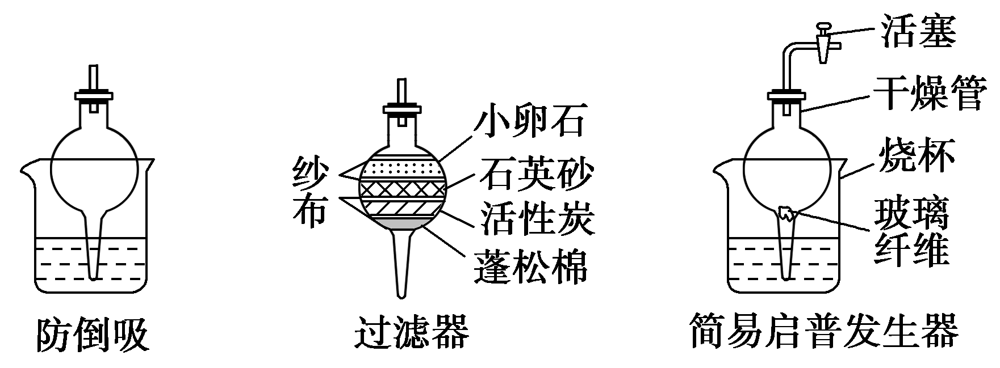 防倒吸
纱
布
小卵石
石英砂
活性炭
蓬松棉
过滤器
活塞
干燥管
烧杯
玻璃
纤维
简易启普发生器